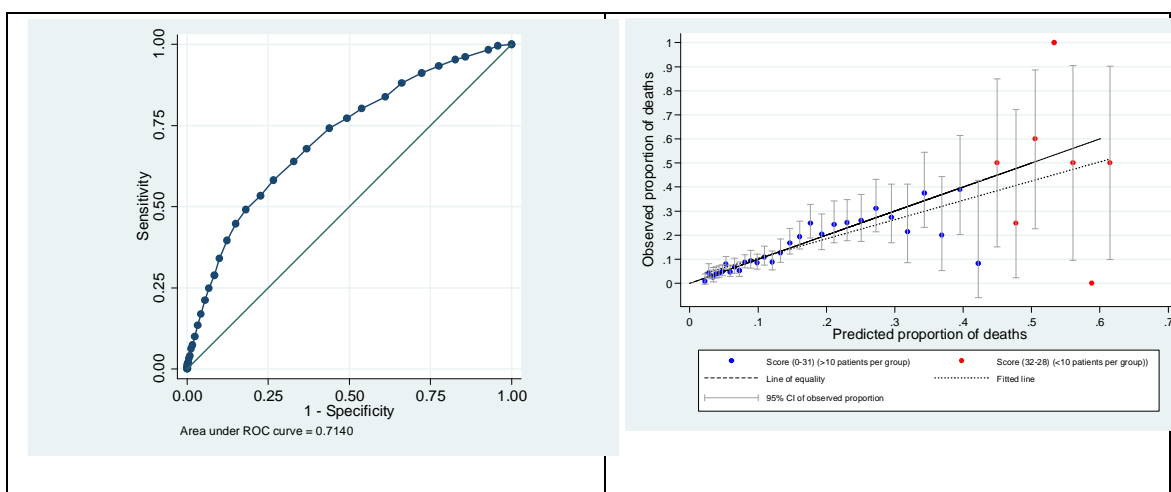 Sensitivity
1.00
0.75
0.50
0.25
0.00
0.00 0.25 0.50 0.75 1.00
1 - Specificity
Area under ROC curve = 0.7140
Observed proportion of deaths
1
.9
.8
.7
.6
.5
.4
.3
.2
.1
0
0 .1 .2 .3 .4 .5 .6 .7
Predicted proportion of deaths
Score (0-31) (>10 patients per group) Score (32-28) (<10 patients per group))
Line of equality Fitted line
95% CI of observed proportion